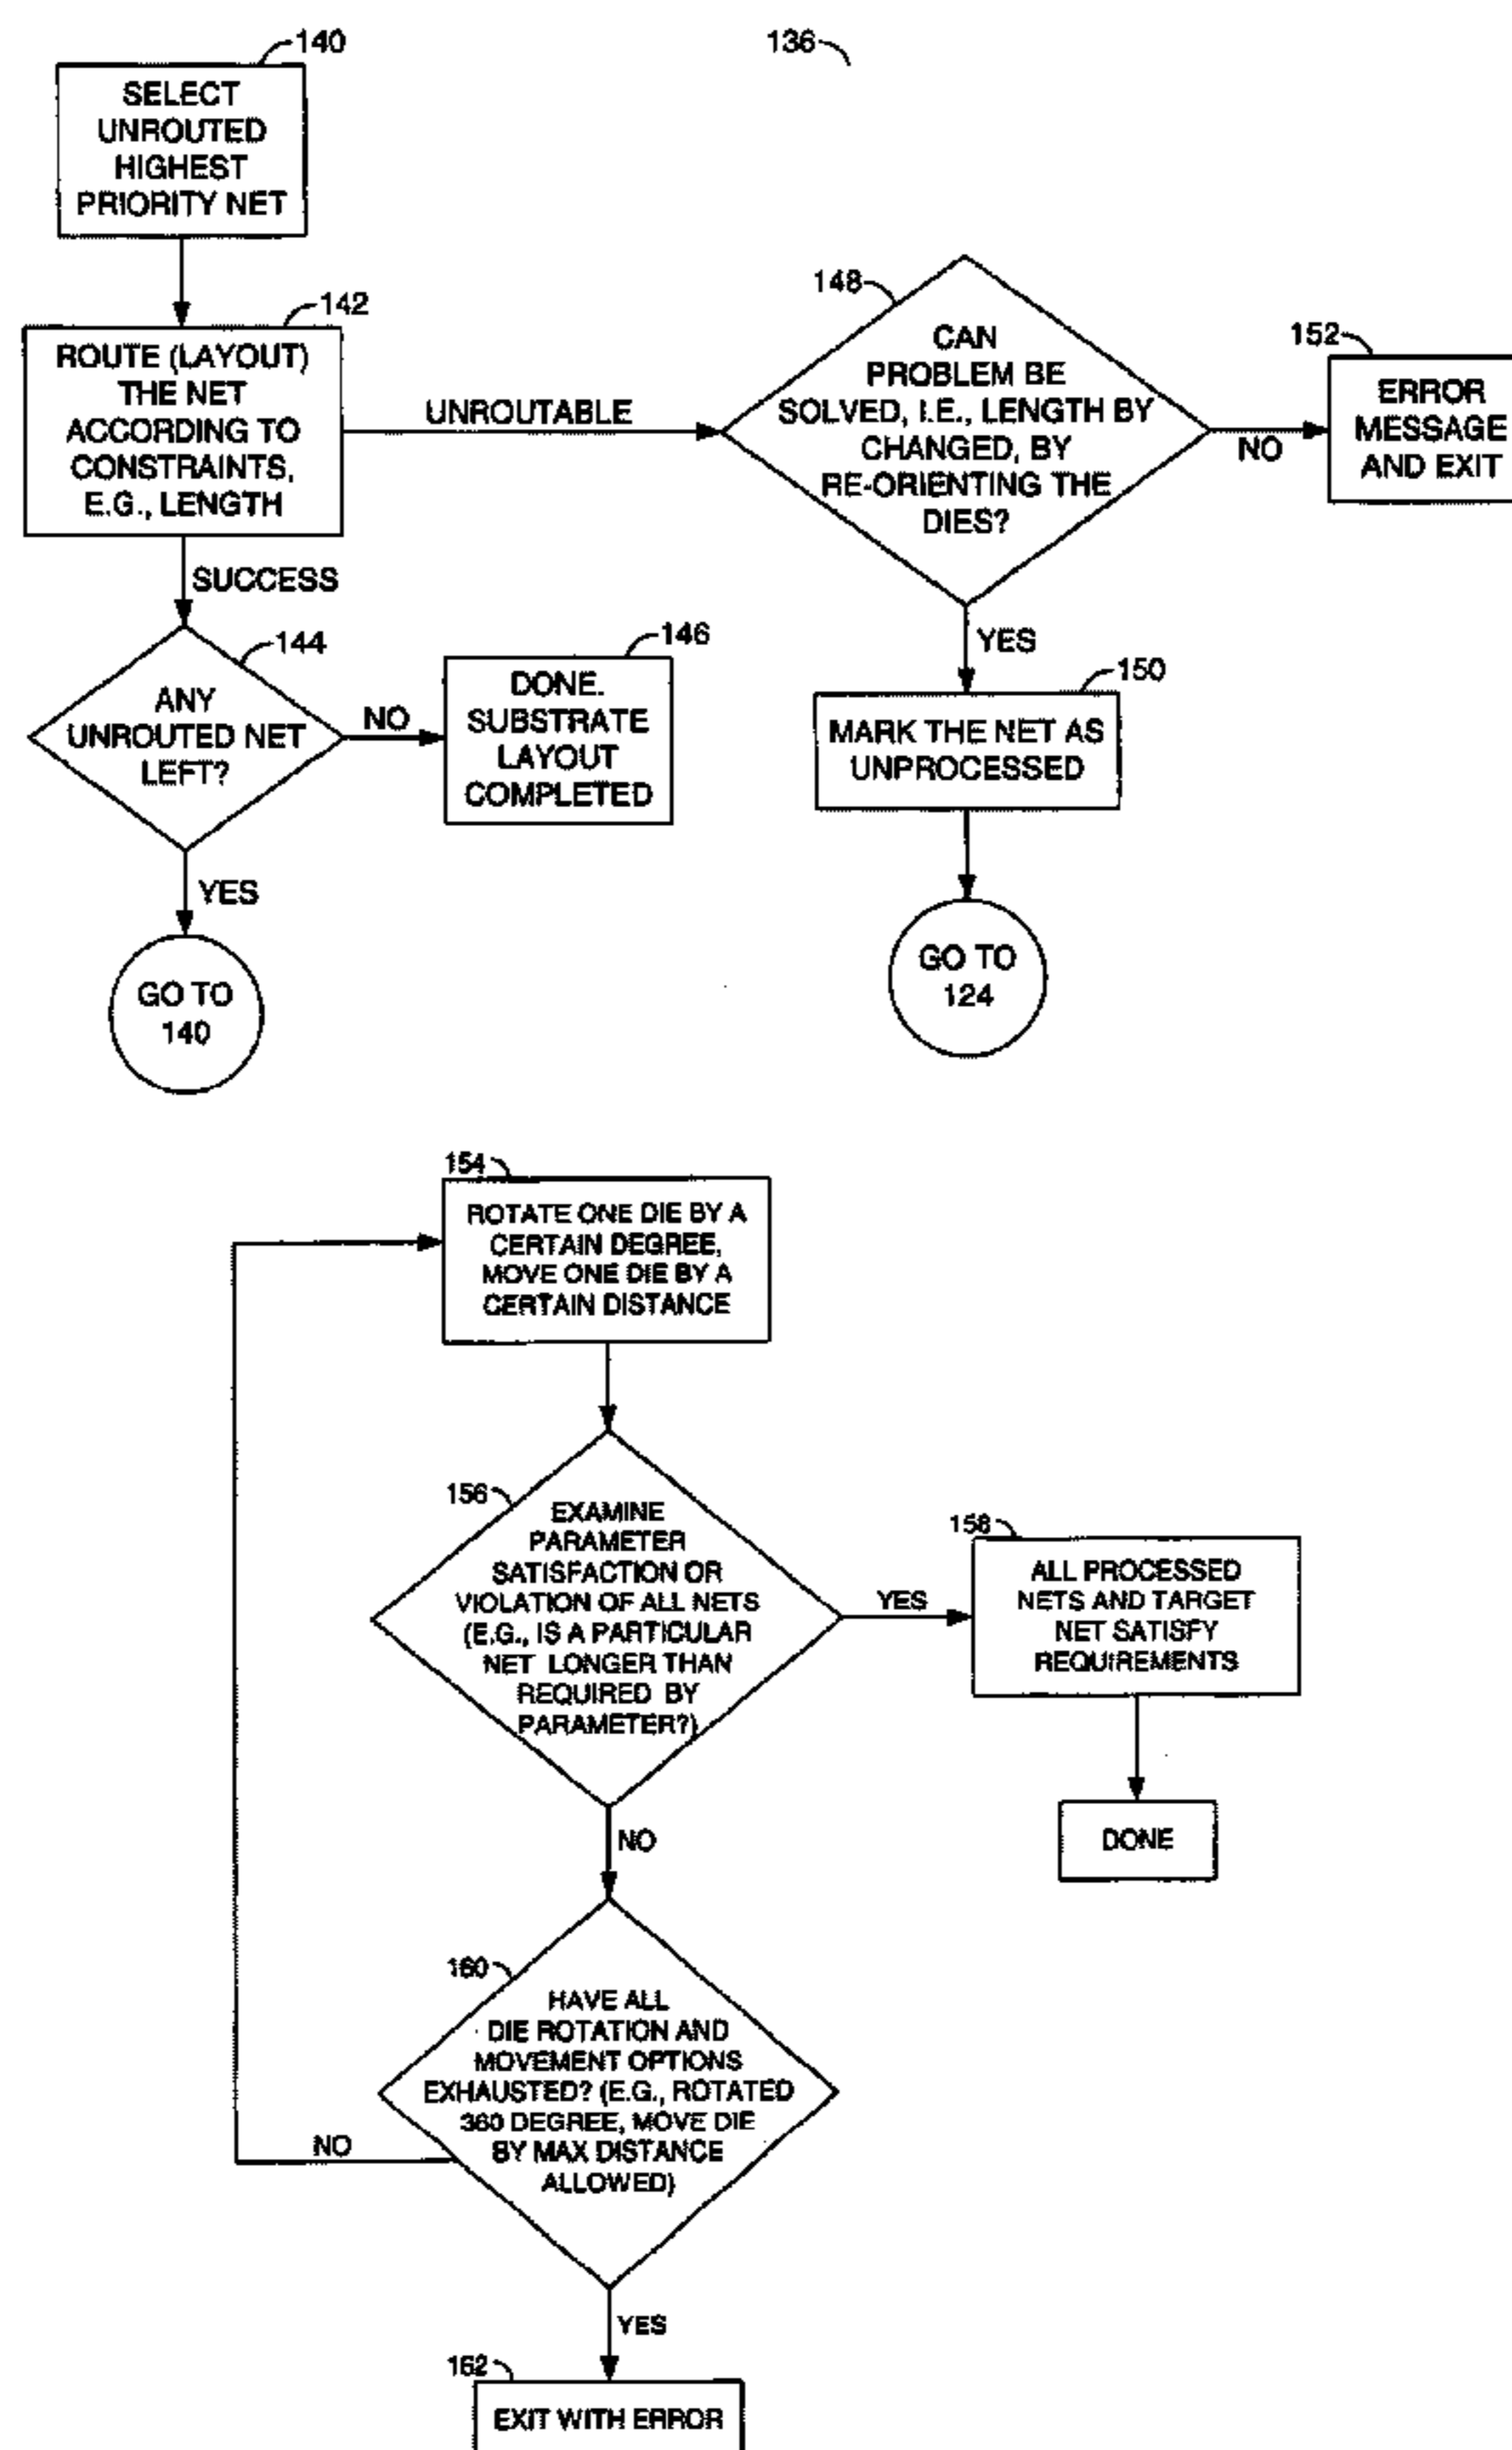 140
136
SELECT
UNROUTED
HIGHEST
PRIORITY NET
142
ROUTE (LAYOUT)
THE NET
ACCORDING TO
CONSTRAINTS,
E.G., LENGTH
UNROUTABLE
148
CAN
PROBLEM BE
SOLVED, I.E., LENGTH BY
CHANGED, BY
RE-ORIENTING THE
DIES?
NO
152
ERROR
MESSAGE
AND EXIT
SUCCESS
144
ANY
UNROUTED NET
LEFT?
NO
146
DONE.
SUBSTRATE
LAYOUT
COMPLETED
YES
150
MARK THE NET AS
UNPROCESSED
YES
GO TO
140
GO TO
124
154
ROTATE ONE DIE BY A
CERTAIN DEGREE,
MOVE ONE DIE BY A
CERTAIN DISTANCE
156
EXAMINE
PARAMETER
SATISFACTION OR
VIOLATION OF ALL NETS
(E.G., IS A PARTICULAR
NET LONGER THAN
REQUIRED BY
PARAMETER?)
YES
158
ALL PROCESSED
NETS AND TARGET
NET SATISFY
REQUIREMENTS
DONE
NO
160
HAVE ALL
DIE ROTATION AND
MOVEMENT OPTIONS
EXHAUSTED? (E.G., ROTATED
360 DEGREE, MOVE DIE
BY MAX DISTANCE
ALLOWED)
NO
YES
162
EXIT WITH ERROR